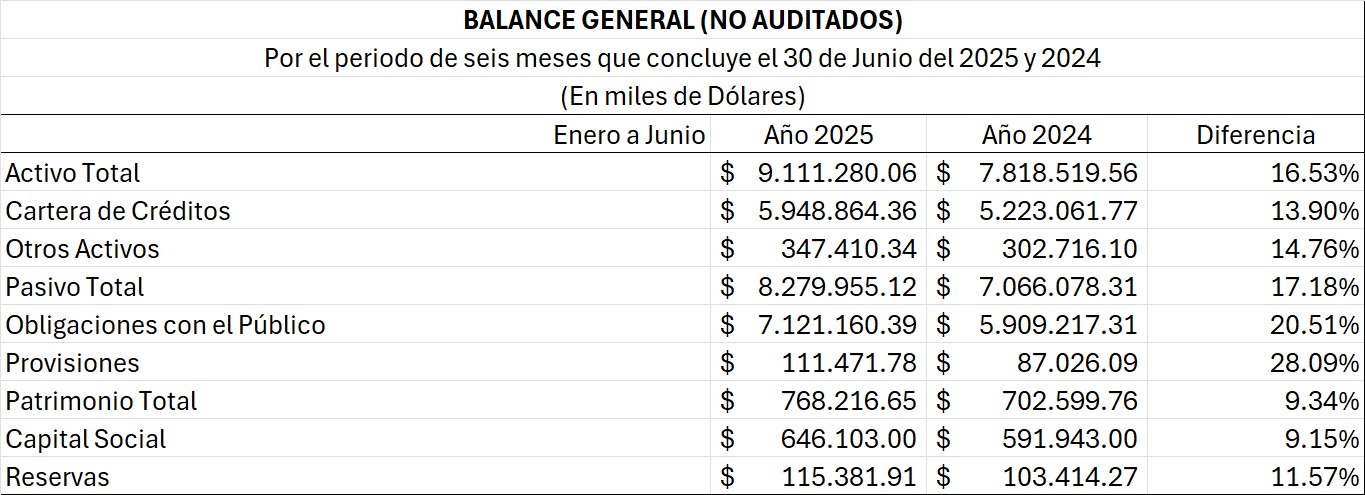 BALANCE GENERAL (NO AUDITADOS)
Por el periodo de seis meses que concluye el 30 de Junio del 2025 y 2024
(En miles de Dólares)
Enero a Junio Año 2025 Año 2024 Diferencia
Activo Total $ 9.111.280.06 $ 7.818.519.56 16.53%
Cartera de Créditos $ 5.948.864.36 $ 5.223.061.77 13.90%
Otros Activos $ 347.410.34 $ 302.716.10 14.76%
Pasivo Total $ 8.279.955.12 $ 7.066.078.31 17.18%
Obligaciones con el Público $ 7.121.160.39 $ 5.909.217.31 20.51%
Provisiones $ 111.471.78 $ 87.026.09 28.09%
Patrimonio Total $ 768.216.65 $ 702.599.76 9.34%
Capital Social $ 646.103.00 $ 591.943.00 9.15%
Reservas $ 115.381.91 $ 103.414.27 11.57%